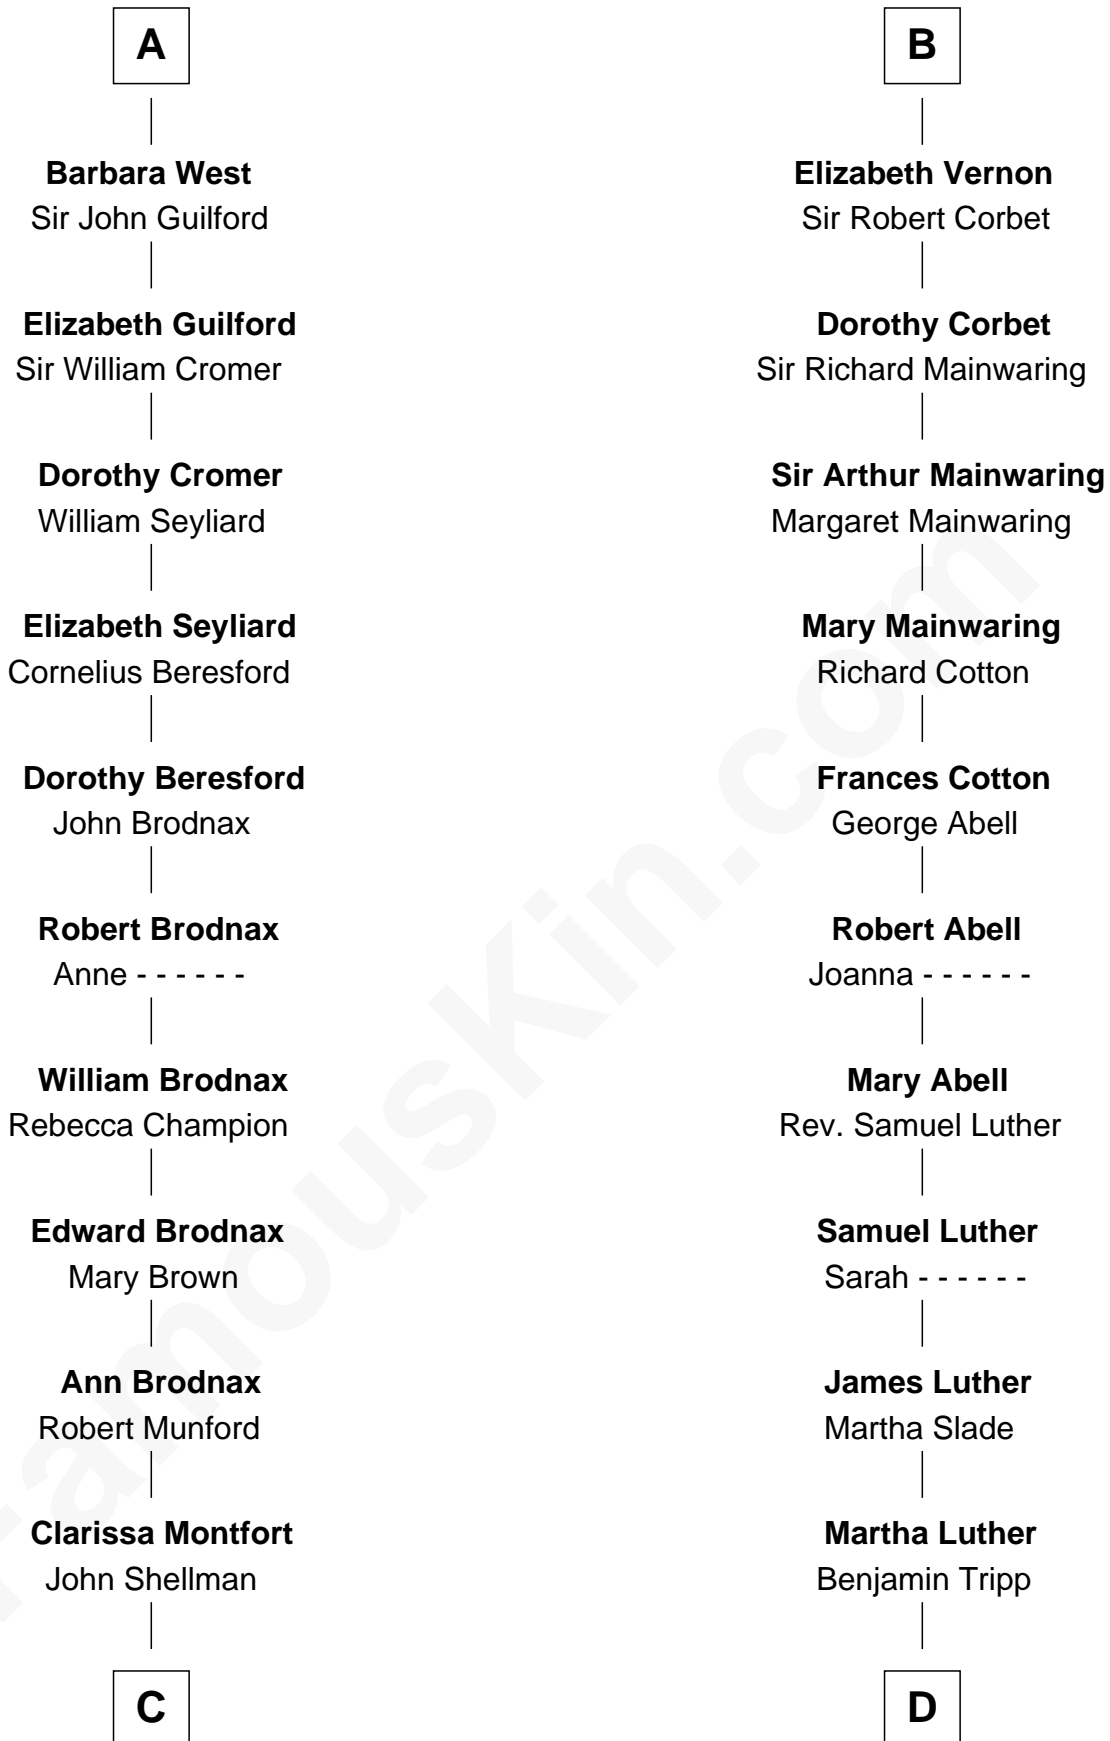 A
Barbara West
Sir John Guilford
Elizabeth Guilford
Sir William Cromer
Dorothy Cromer
William Seyliard
Elizabeth Seyliard
Cornelius Beresford
Dorothy Beresford
John Brodnax
Robert Brodnax
Anne - - - - - -
William Brodnax
Rebecca Champion
Edward Brodnax
Mary Brown
Ann Brodnax
Robert Munford
Clarissa Montfort
John Shellman
C
B
Elizabeth Vernon
Sir Robert Corbet
Dorothy Corbet
Sir Richard Mainwaring
Sir Arthur Mainwaring
Margaret Mainwaring
Mary Mainwaring
Richard Cotton
Frances Cotton
George Abell
Robert Abell
Joanna - - - - - -
Mary Abell
Rev. Samuel Luther
Samuel Luther
Sarah - - - - - -
James Luther
Martha Slade
Martha Luther
Benjamin Tripp
D
FamousKin.com